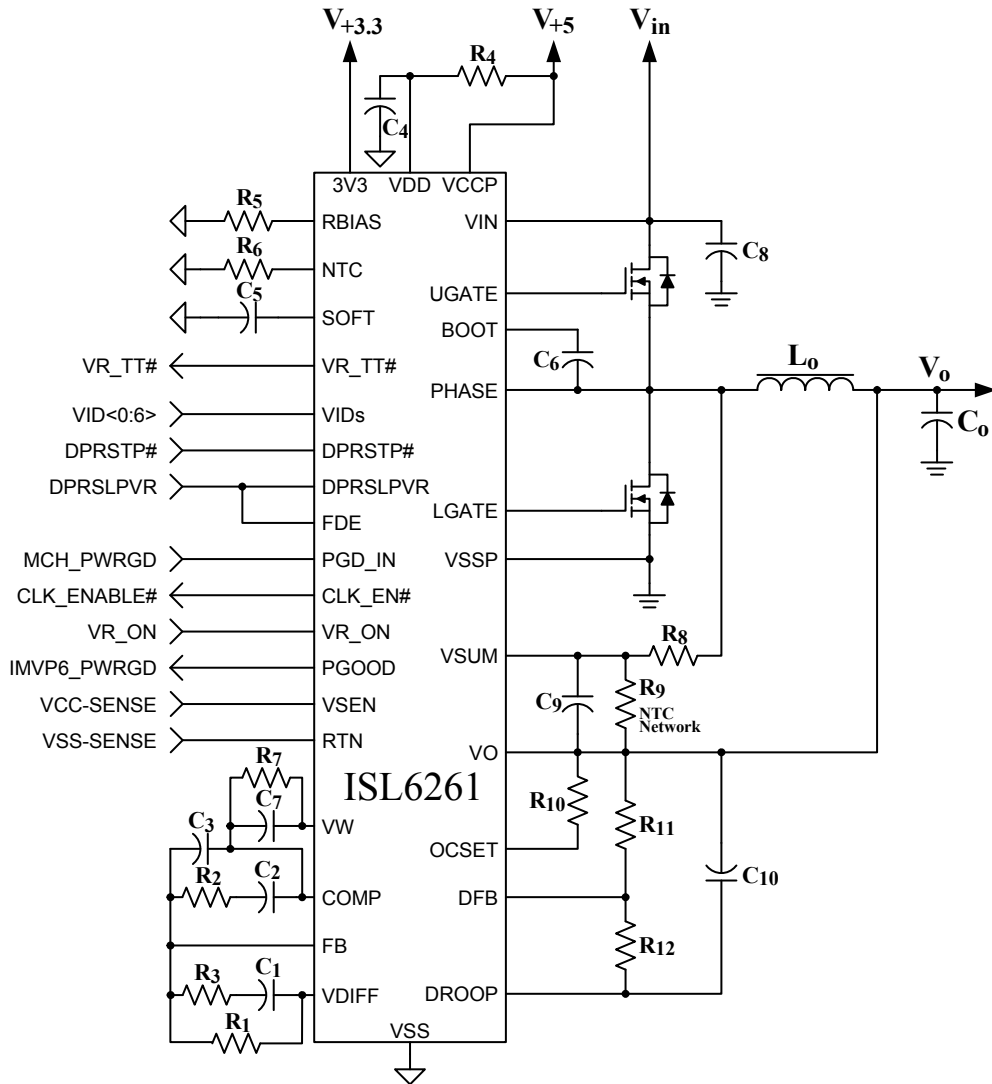 V+3.3
V+5
Vin
R4
C4
3V3
VDD
VCCP
R5
RBIAS
VIN
C8
R6
NTC
UGATE
C5
SOFT
BOOT
C6
VR_TT#
VR_TT#
PHASE
Lo
Vo
Co
VID<0:6>
VIDs
DPRSTP#
DPRSTP#
DPRSLPVR
DPRSLPVR
LGATE
FDE
MCH_PWRGD
PGD_IN
VSSP
CLK_ENABLE#
CLK_EN#
VR_ON
VR_ON
R8
VSUM
IMVP6_PWRGD
PGOOD
R9
NTC
Network
C9
VCC-SENSE
VSEN
VSS-SENSE
RTN
VO
R7
ISL6261
R10
C7
VW
R11
C3
OCSET
R2
C2
COMP
DFB
C10
FB
R12
R3
C1
VDIFF
DROOP
R1
VSS